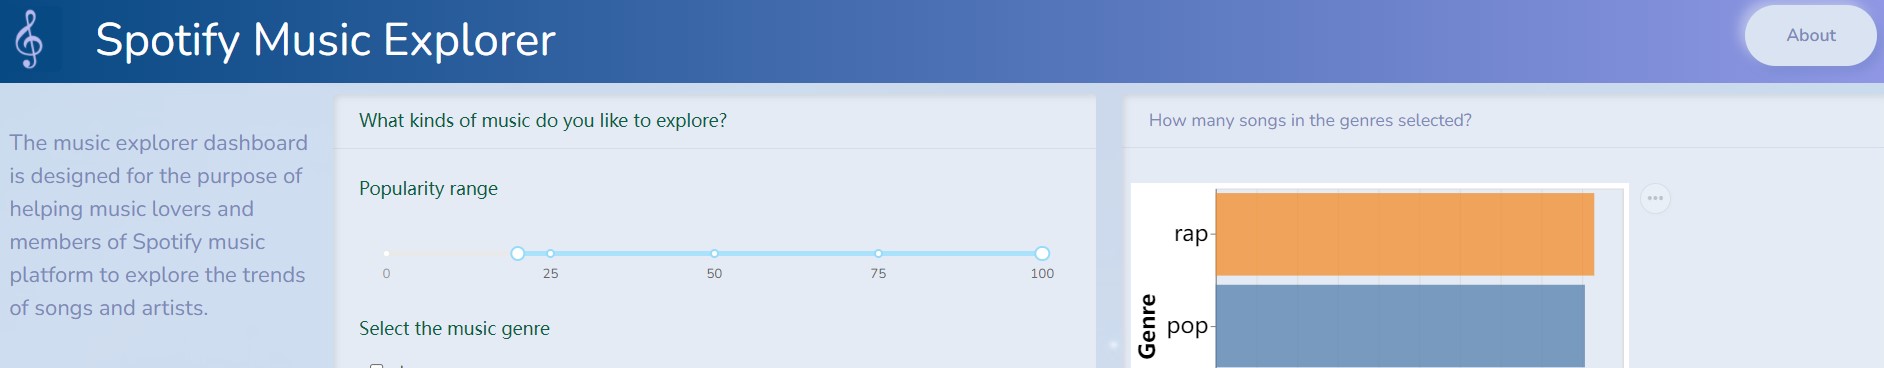 Spotify Music Explorer
About
The music explorer dashboard
is designed for the purpose of
helping music lovers and
members of Spotify music
platform to explore the trends
of songs and artists.
What kinds of music do you like to explore?
Popularity range
0
25
50
75
100
Select the music genre
How many songs in the genres selected?
rap
pop
Genre